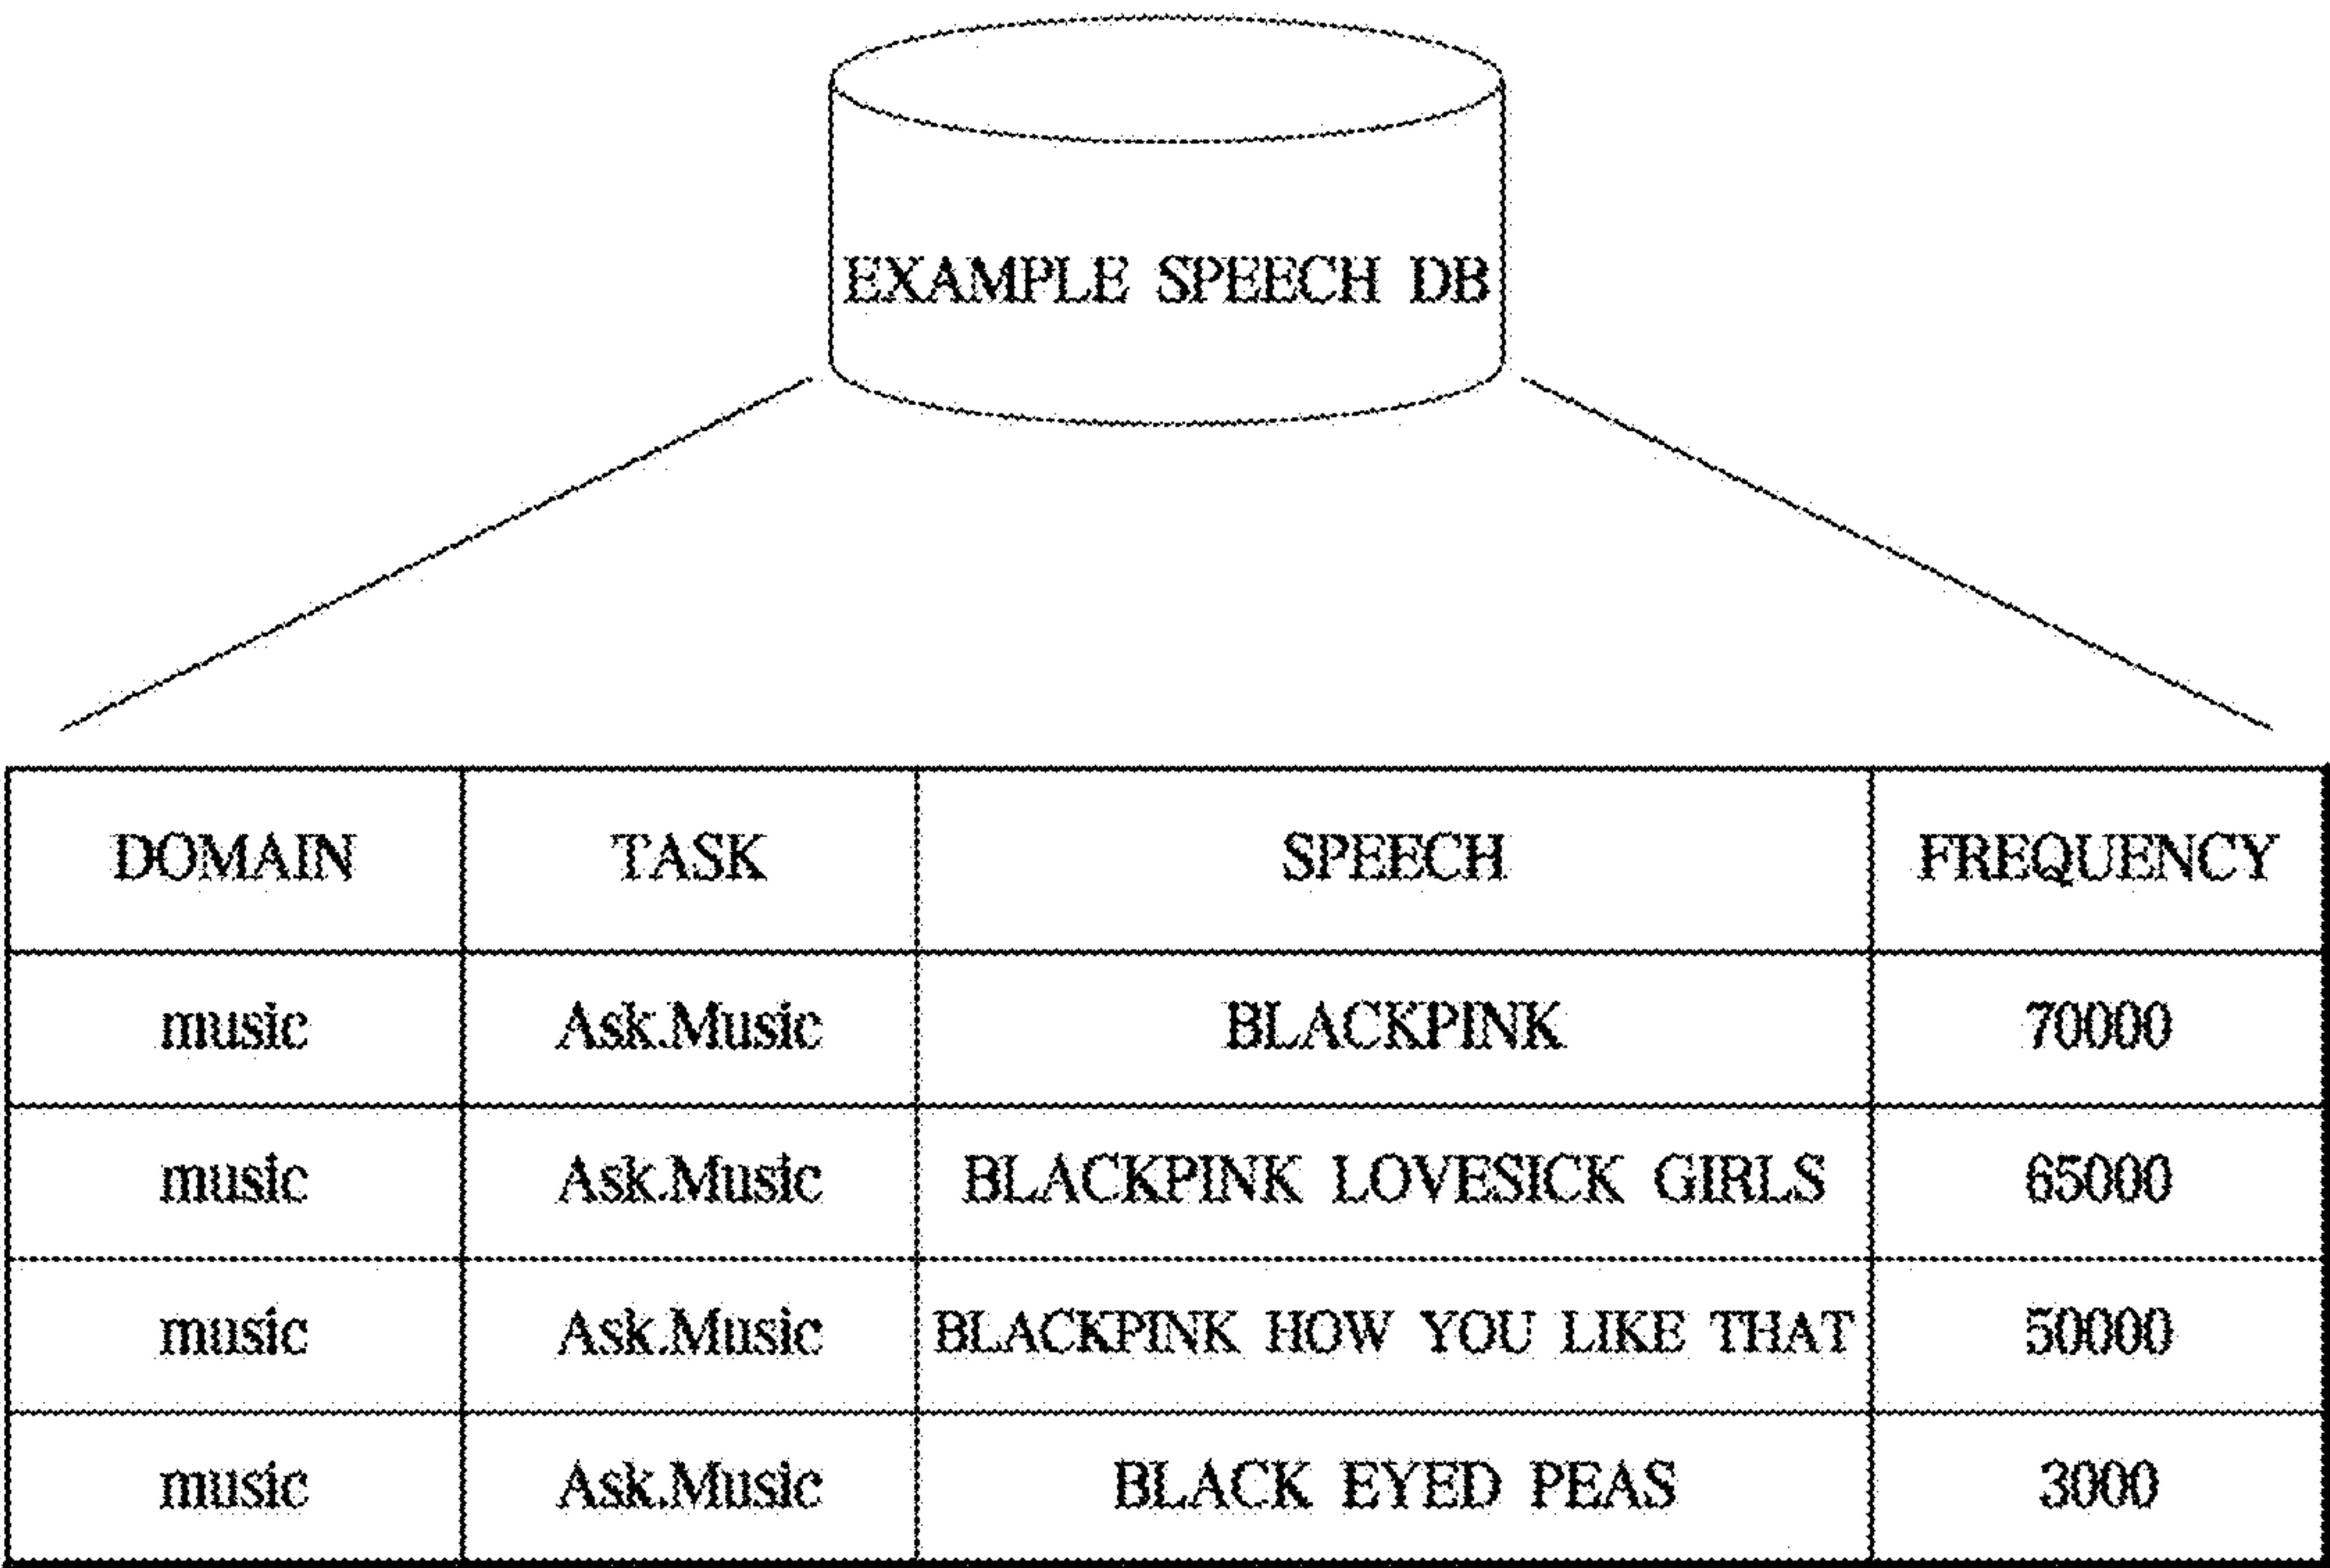 EXAMPLE SPEECH DB
DOMAIN TASK SPEECH FREQUENCY
music Ask.Music BLACKPINK 70000
music Ask.Music BLACKPINK LOVESICK GIRLS 65000
music Ask.Music BLACKPINK HOW YOU LIKE THAT 50000
music Ask.Music BLACK EYED PEAS 3000